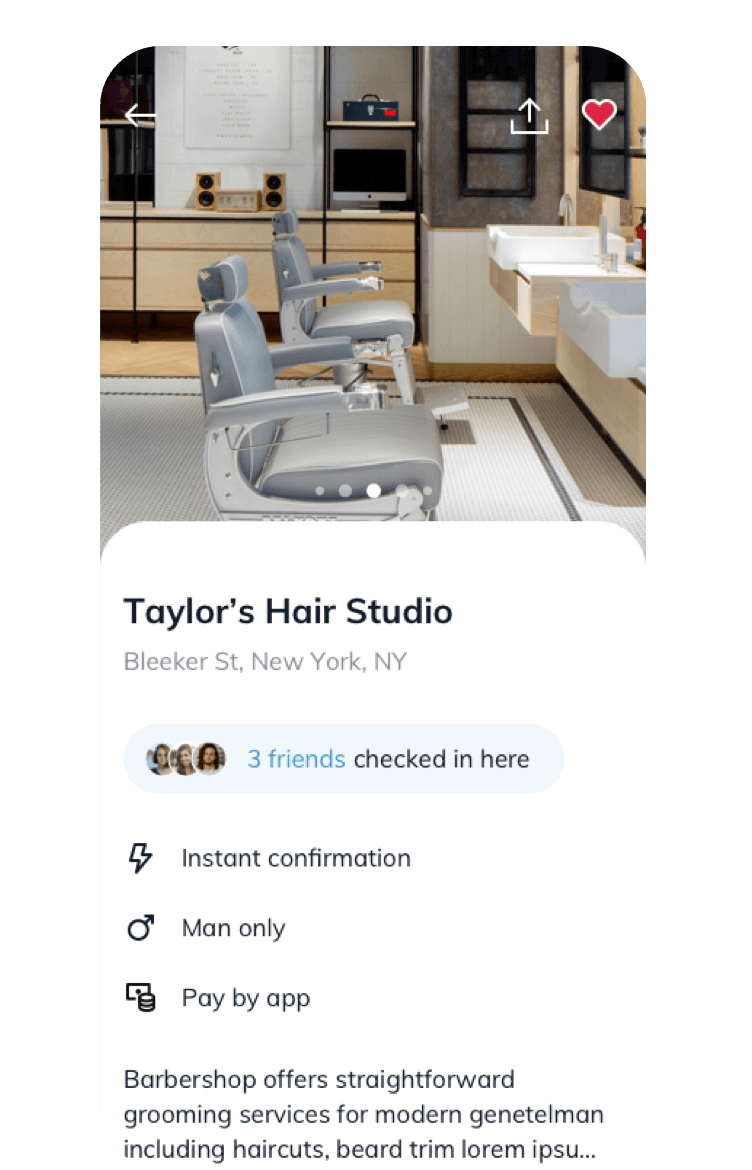 Taylor’s Hair Studio
Bleeker St, New York, NY
3 friends checked in here
Instant confirmation
Man only
Pay by app
Barbershop offers straightforward
grooming services for modern genetelman
including haircuts, beard trim lorem ipsu...